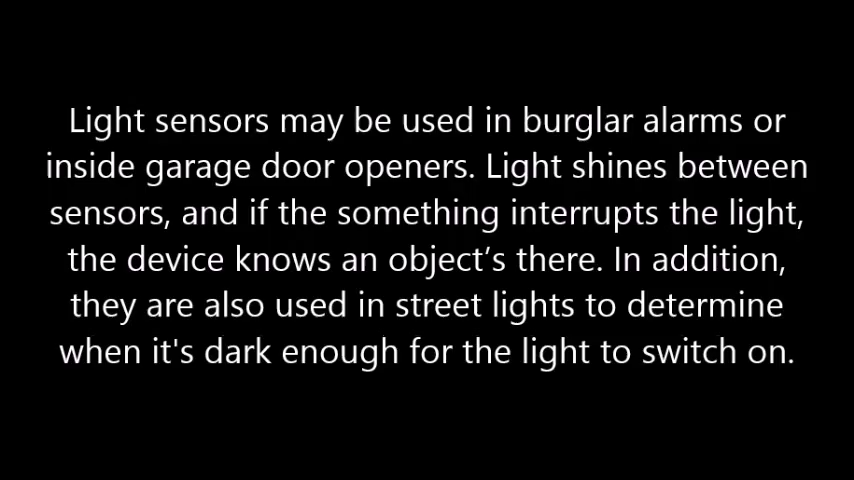 Light sensors may be used in burglar alarms or
inside garage door openers. Light shines between
sensors, and if the something interrupts the light,
the device knows an object’s there. In addition,
they are also used in street lights to determine
when it's dark enough for the light to switch on.